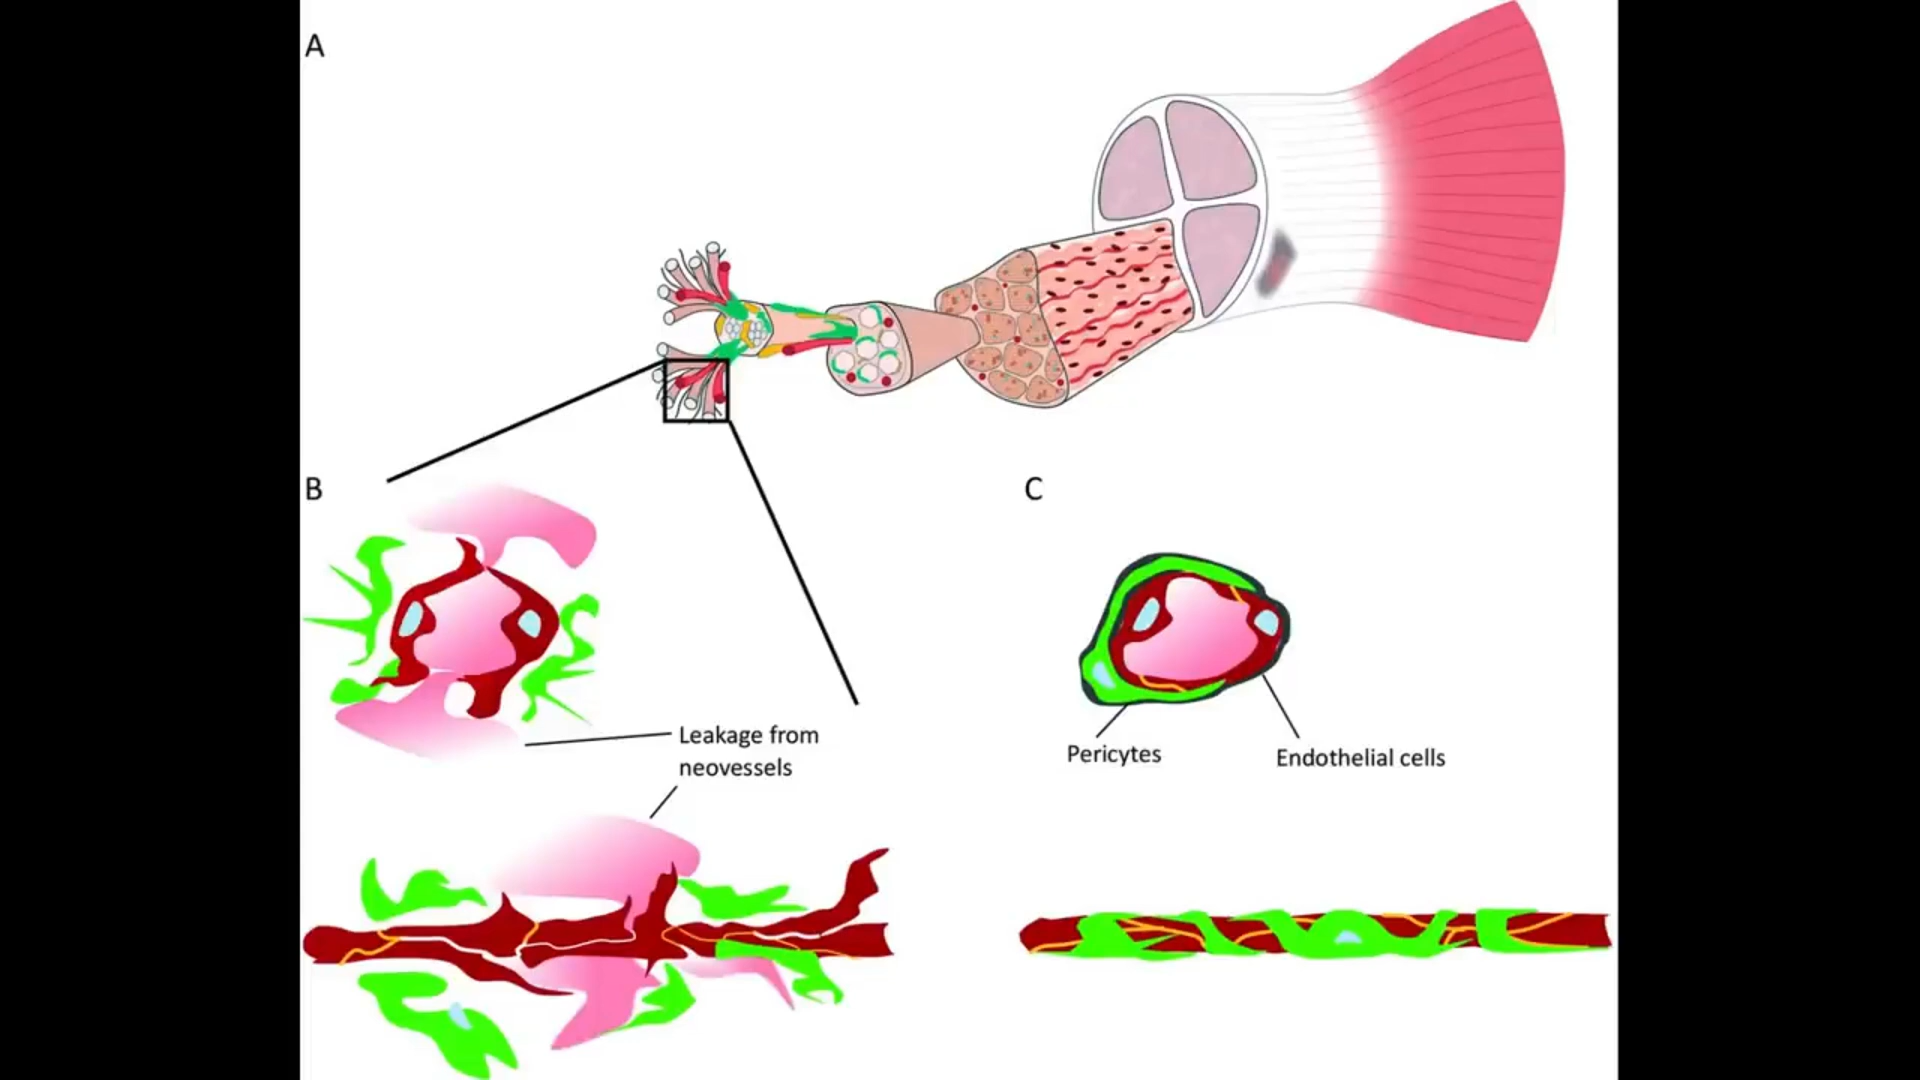 A
B
C
Leakage from
neovessels
Pericytes
Endothelial cells